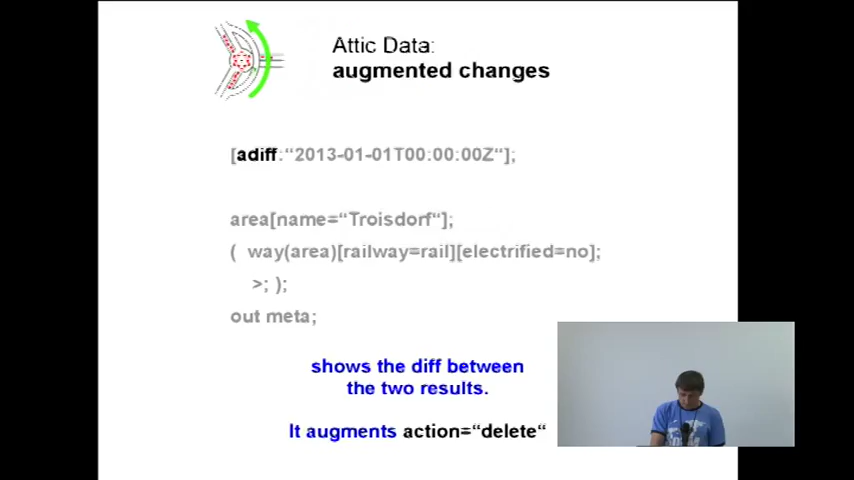 Attic Data:
augmented changes
[adiff:“2013-01-01T00:00:00Z“];
area[name=“Troisdorf“];
( way(area)[railway=rail][electrified=no];
>; );
out meta;
shows the diff between
the two results.
It augments action=“delete“